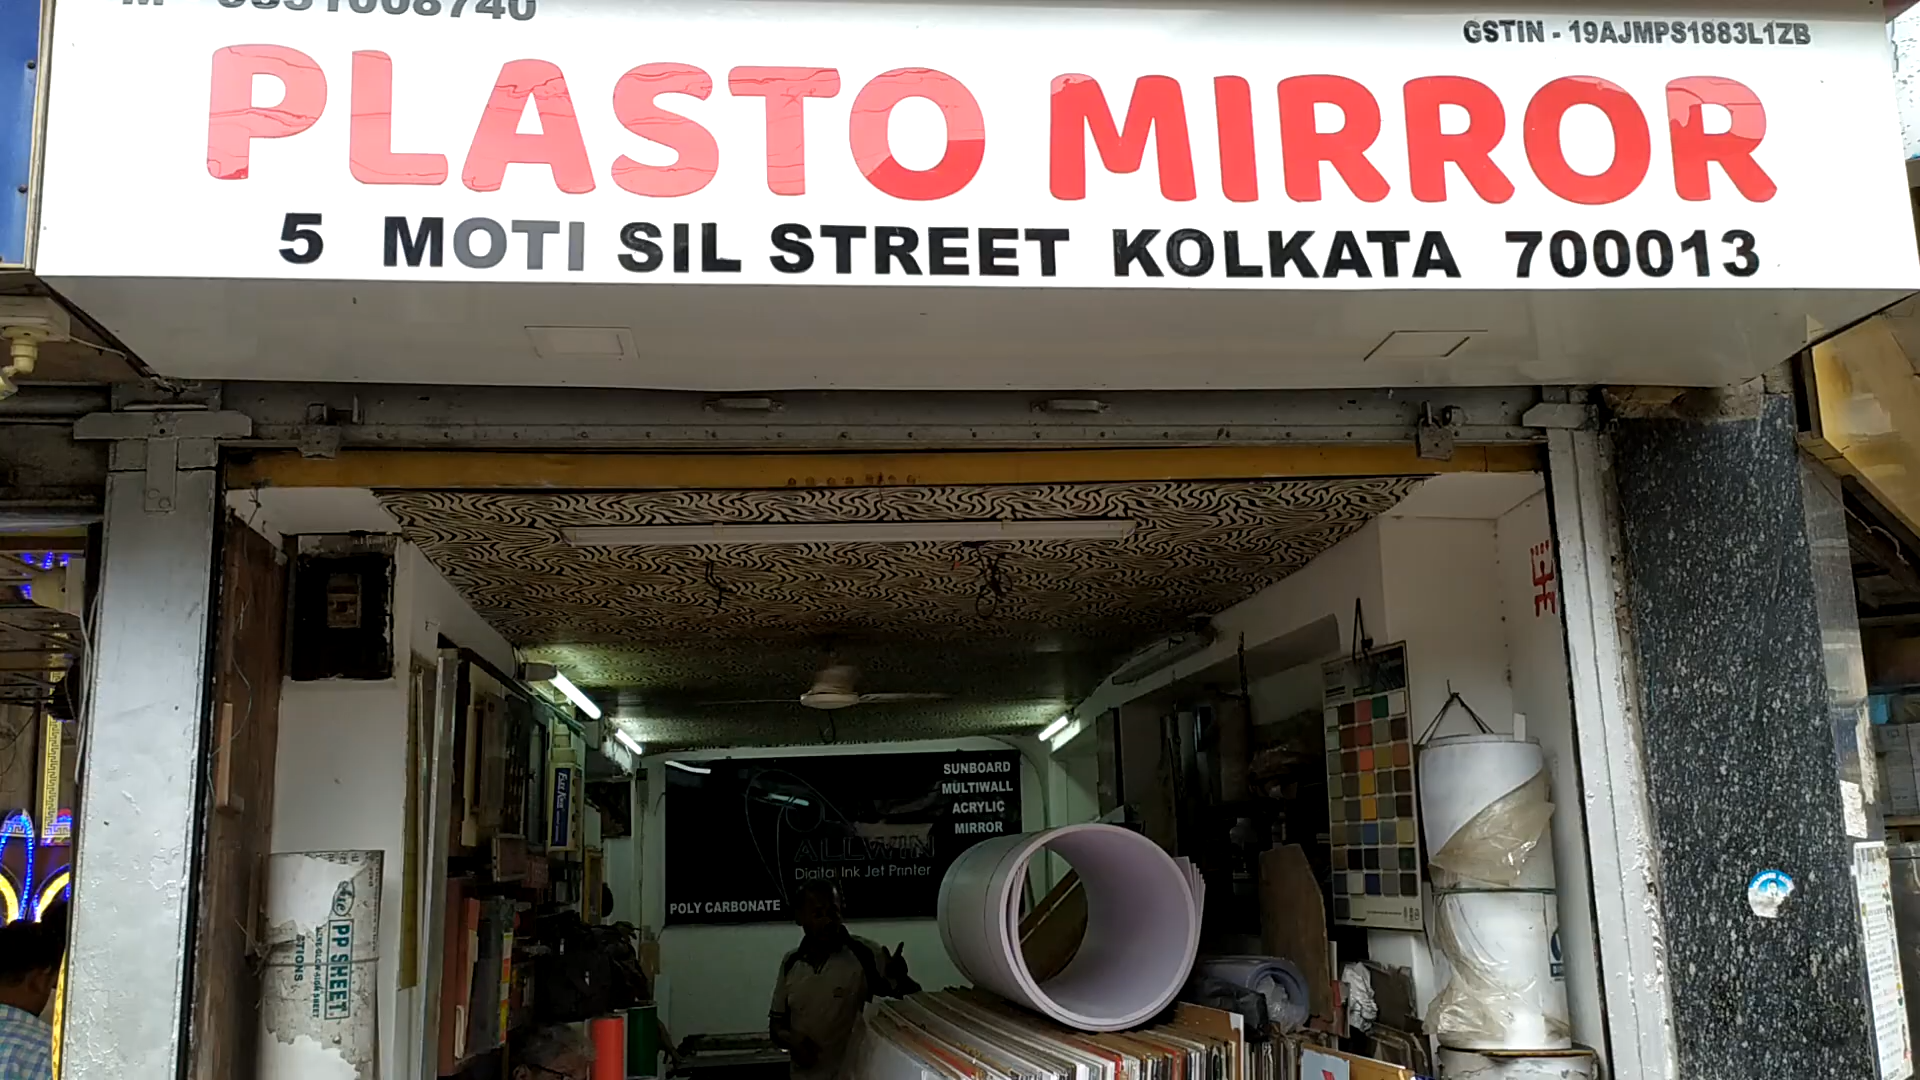 GSTIN - 19AJMPS1883L1ZB
PLASTO MIRROR
5 MOTI SIL STREET KOLKATA 700013
SUNBOARD
MULTIWALL
ACRYLIC
MIRROR
ALLWIN
Digital Ink Jet Printer
POLY CARBONATE
PP SHEET